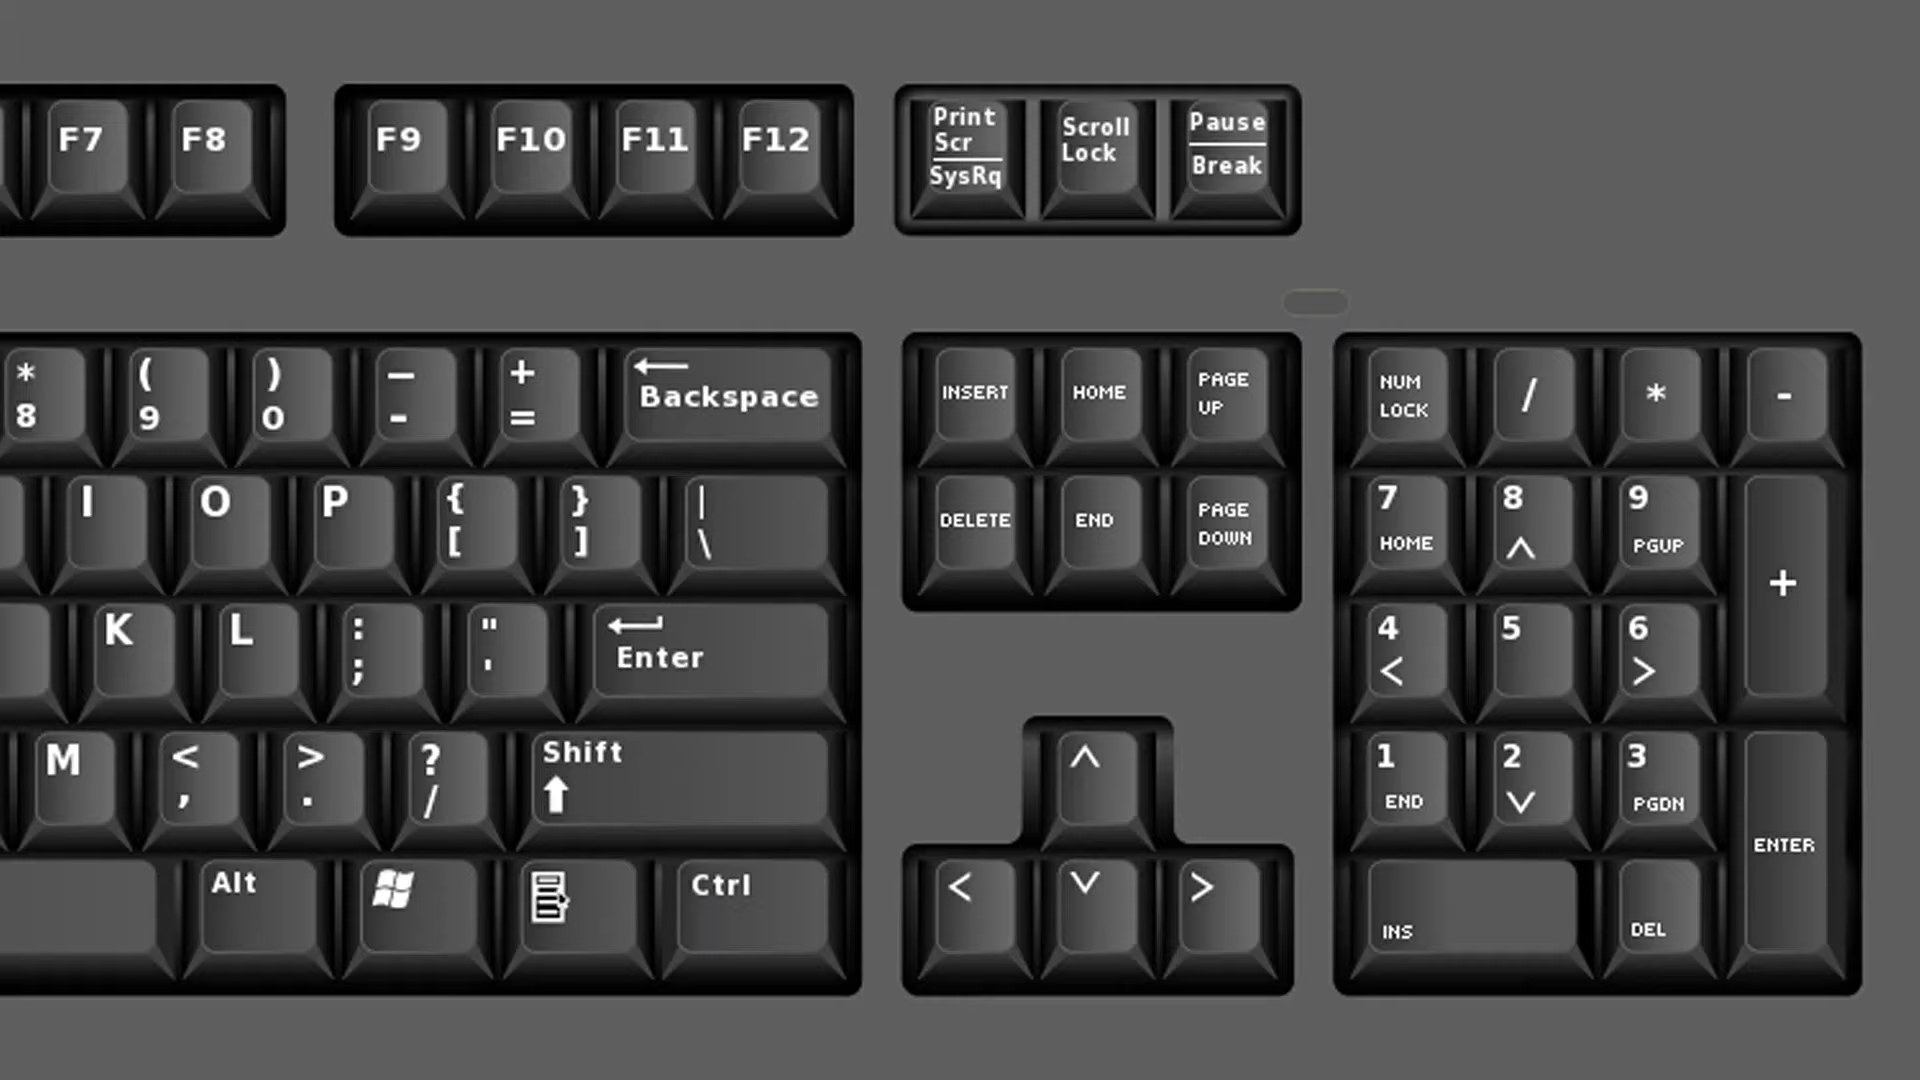 F7 F8 F9 F10 F11 F12
Print
Scr
SysRq
Scroll
Lock
Pause
Break
*
8
(
9
)
0
—
-
+
=
Backspace
INSERT
HOME
PAGE
UP
NUM
LOCK
/
*
-
I
O
P
{
[
}
]
|
\
DELETE
END
PAGE
DOWN
7
HOME
8
9
PGUP
+
K
L
:
;
"
'
Enter
4
<
5
6
>
M
<
,
>
.
?
/
Shift
1
END
2
3
PGDN
ENTER
Alt
Ctrl
<
>
INS
DEL